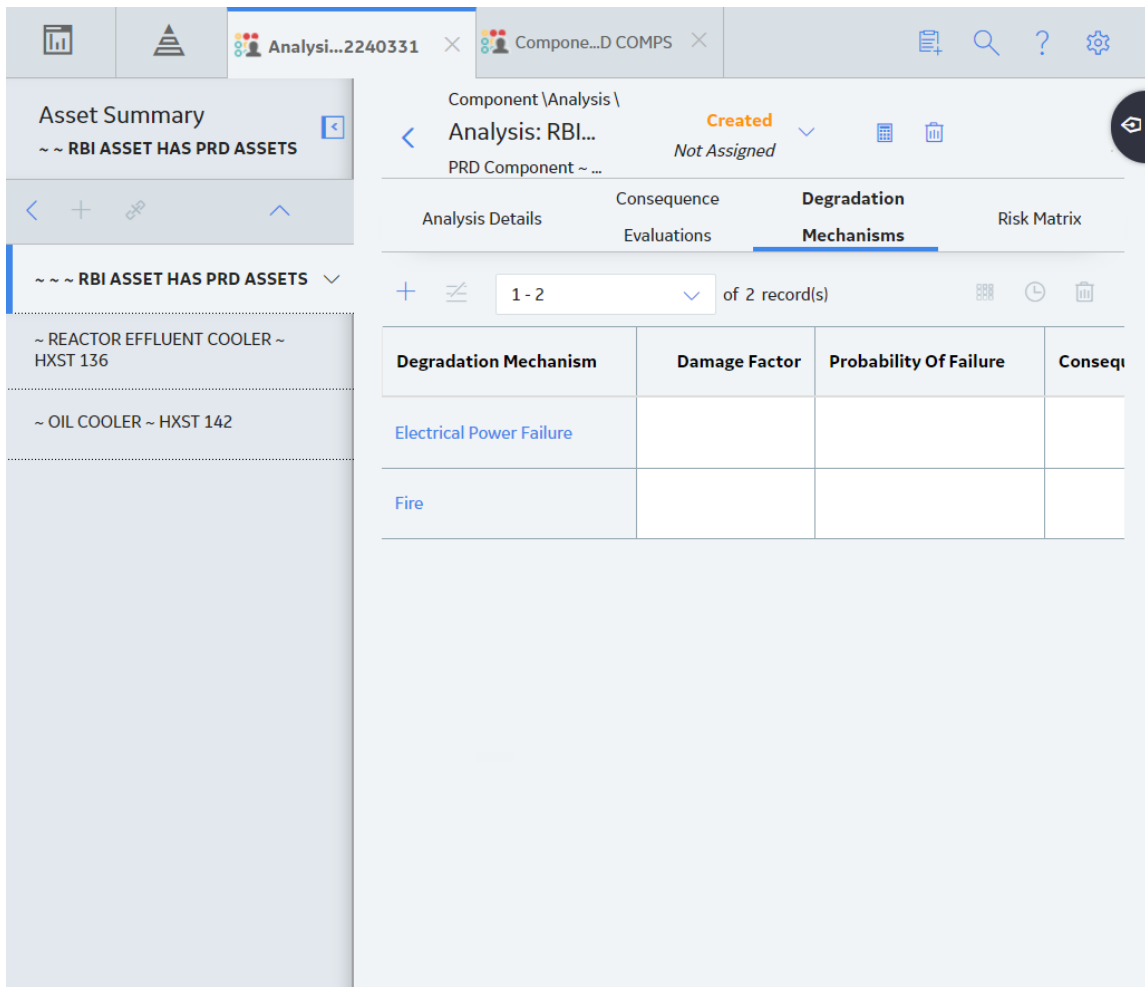 Analysi...2240331
Compone...D COMPS
?
Asset Summary
~ ~ RBI ASSET HAS PRD ASSETS
Component \Analysis \
Analysis: RBI...
PRD Component ~ ...
Created
Not Assigned
Analysis Details
Consequence
Evaluations
Degradation
Mechanisms
Risk Matrix
~ ~ ~ RBI ASSET HAS PRD ASSETS
~ REACTOR EFFLUENT COOLER ~
HXST 136
~ OIL COOLER ~ HXST 142
1 - 2 of 2 record(s)
Degradation Mechanism Damage Factor Probability Of Failure Consequ
Electrical Power Failure
Fire